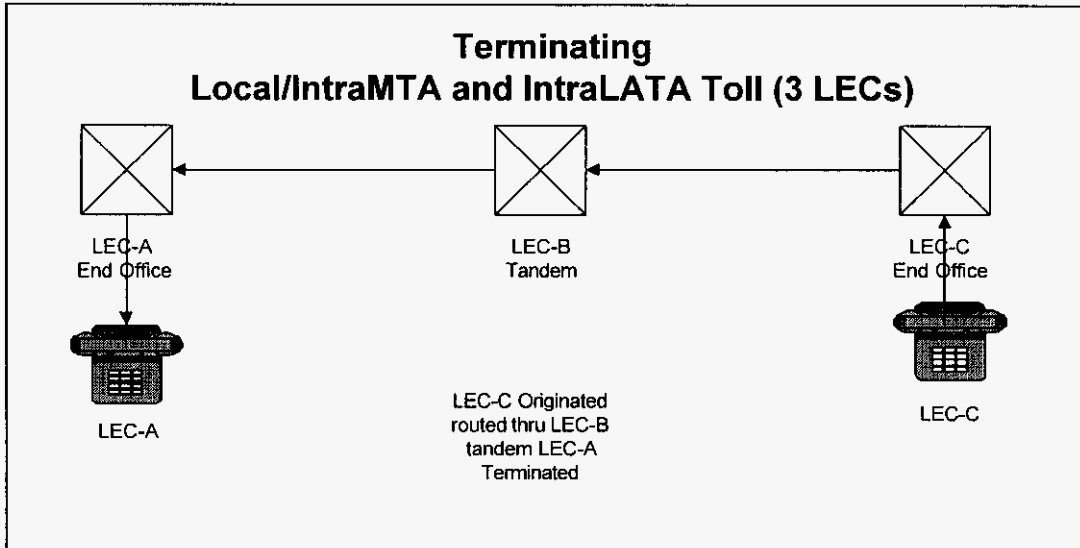 Terminating
Local/IntraMTA and IntraLATA Toll (3 LECs)
LEC-A
End Office
LEC-B
Tandem
LEC-C
End Office
LEC-A
LEC-C Originated
routed thru LEC-B
tandem LEC-A
Terminated
LEC-C